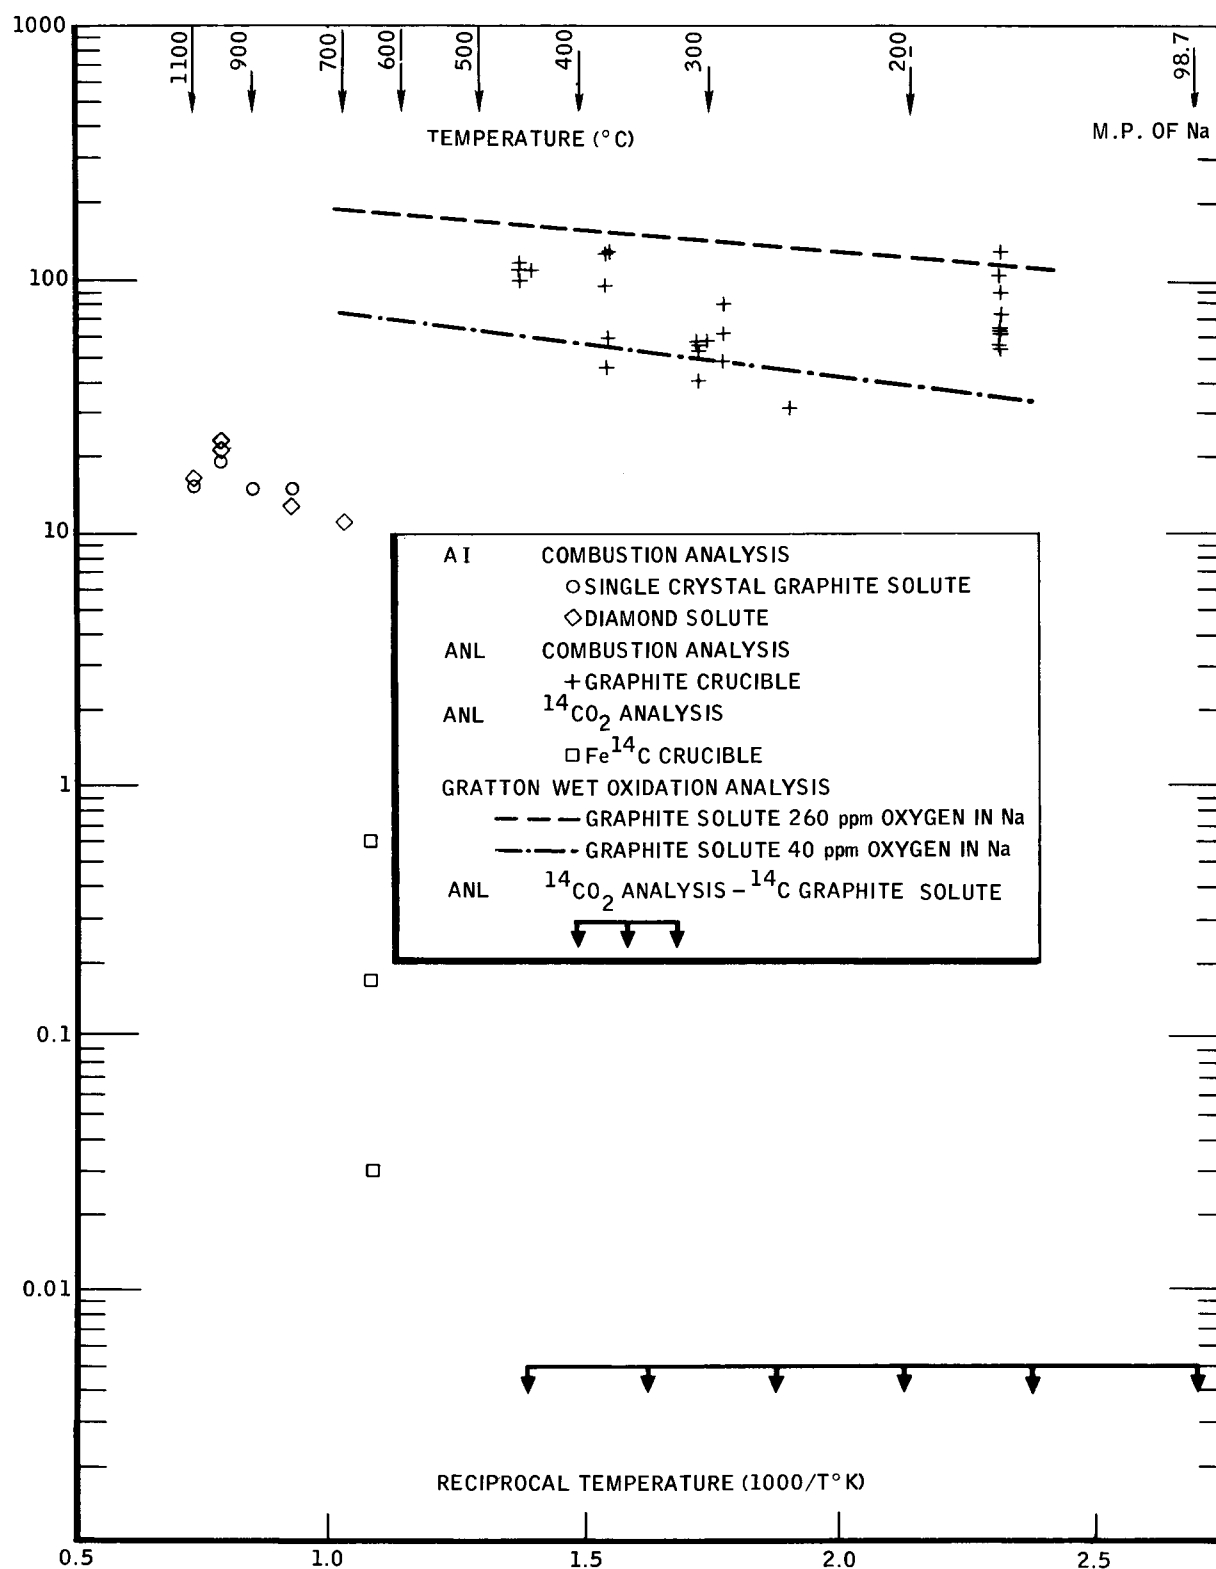 1000
1100
900
700
600
500
400
300
200
98.7
TEMPERATURE (°C)
M.P. OF Na
100
10
AI COMBUSTION ANALYSIS
SINGLE CRYSTAL GRAPHITE SOLUTE
DIAMOND SOLUTE
ANL COMBUSTION ANALYSIS
GRAPHITE CRUCIBLE
ANL ¹⁴CO₂ ANALYSIS
Fe¹⁴C CRUCIBLE
1
GRATTON WET OXIDATION ANALYSIS
GRAPHITE SOLUTE 260 ppm OXYGEN IN Na
GRAPHITE SOLUTE 40 ppm OXYGEN IN Na
ANL ¹⁴CO₂ ANALYSIS – ¹⁴C GRAPHITE SOLUTE
0.1
0.01
RECIPROCAL TEMPERATURE (1000/T°K)
0.5 1.0 1.5 2.0 2.5